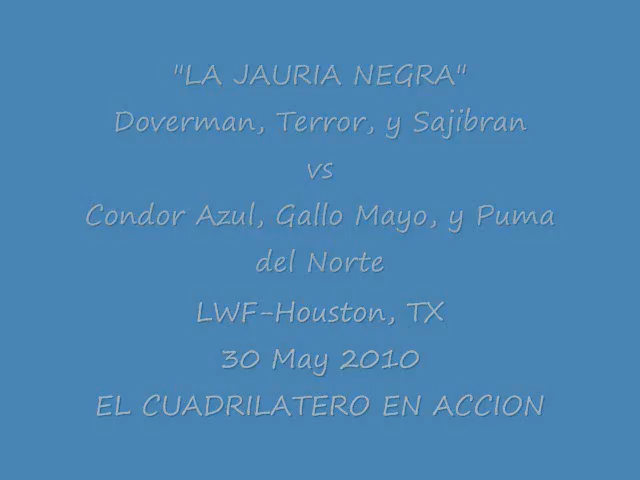 "LA JAURIA NEGRA"
Doverman, Terror, y Sajibran
vs
Condor Azul, Gallo Mayo, y Puma
del Norte
LWF-Houston, TX
30 May 2010
EL CUADRILATERO EN ACCION